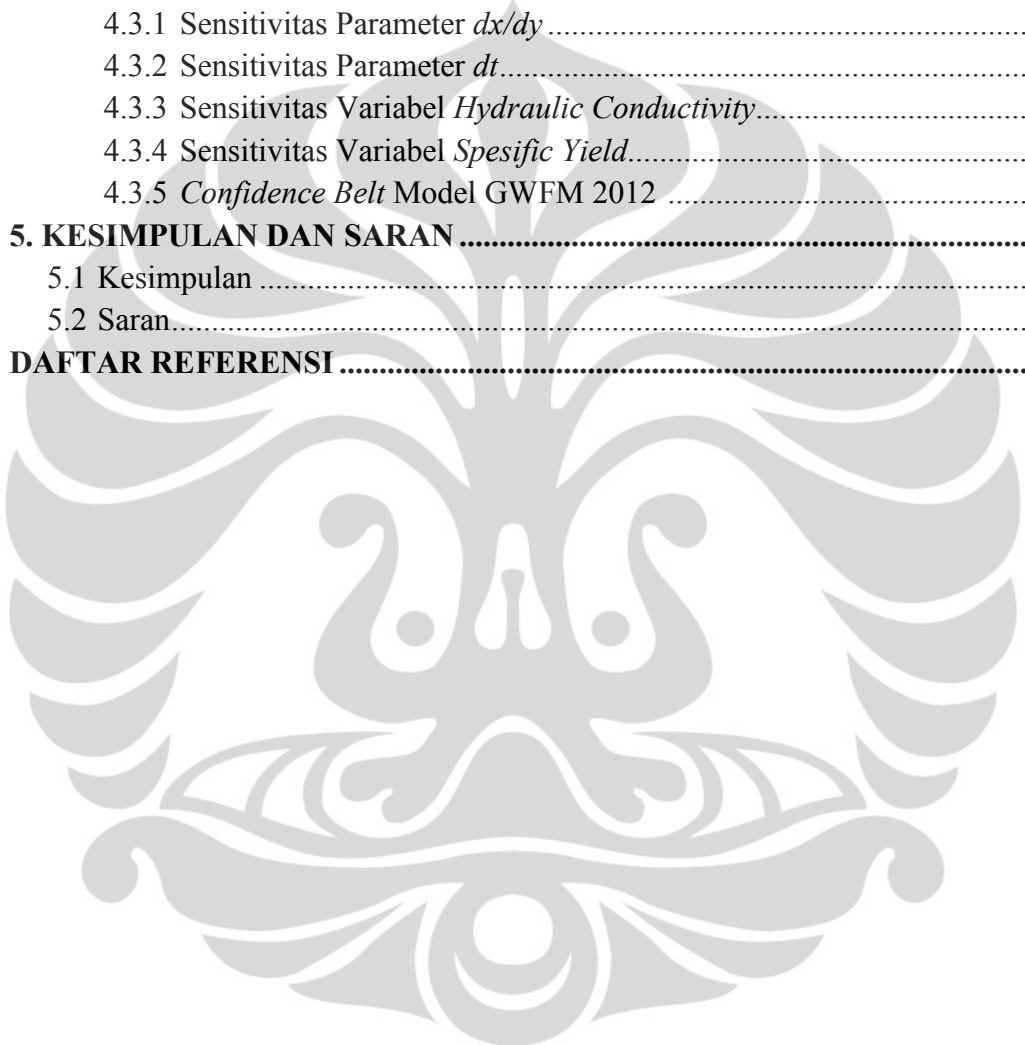 4.3.1 Sensitivitas Parameter dx/dy ............................................................
4.3.2 Sensitivitas Parameter dt..................................................................
4.3.3 Sensitivitas Variabel Hydraulic Conductivity..................................
4.3.4 Sensitivitas Variabel Spesific Yield..................................................
4.3.5 Confidence Belt Model GWFM 2012 .............................................
5. KESIMPULAN DAN SARAN .......................................................................
5.1 Kesimpulan ................................................................................................
5.2 Saran...........................................................................................................
DAFTAR REFERENSI .......................................................................................